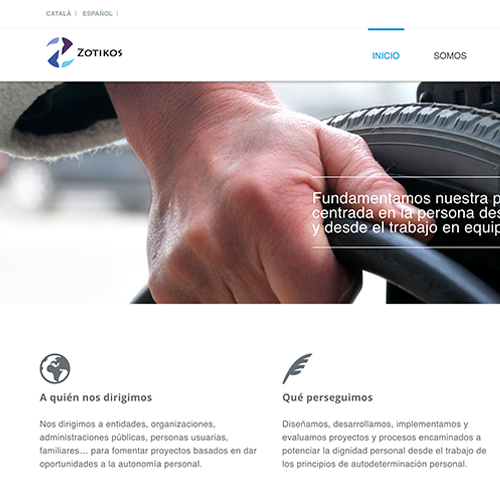 CATALÀ | ESPAÑOL |
ZOTIKOS
INICIO SOMOS
Fundamentamos nuestra p
centrada en la persona des
y desde el trabajo en equip
A quién nos dirigimos
Nos dirigimos a entidades, organizaciones,
administraciones públicas, personas usuarias,
familiares… para fomentar proyectos basados en dar
oportunidades a la autonomía personal.
Qué perseguimos
Diseñamos, desarrollamos, implementamos y
evaluamos proyectos y procesos encaminados a
potenciar la dignidad personal desde el trabajo de
los principios de autodeterminación personal.